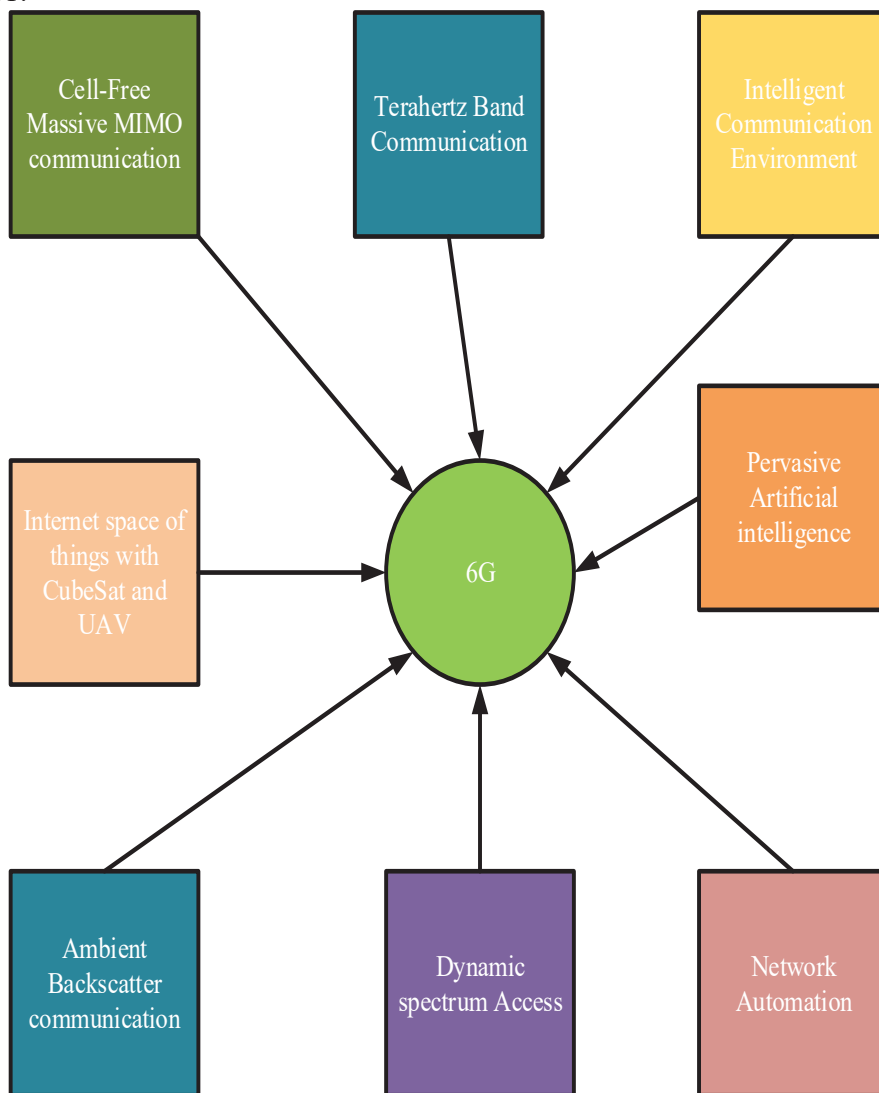 Cell-Free
Massive MIMO
communication
Terahertz Band
Communication
Intelligent
Communication
Environment
Internet space of
things with
CubeSat and
UAV
6G
Pervasive
Artificial
intelligence
Ambient
Backscatter
communication
Dynamic
spectrum Access
Network
Automation